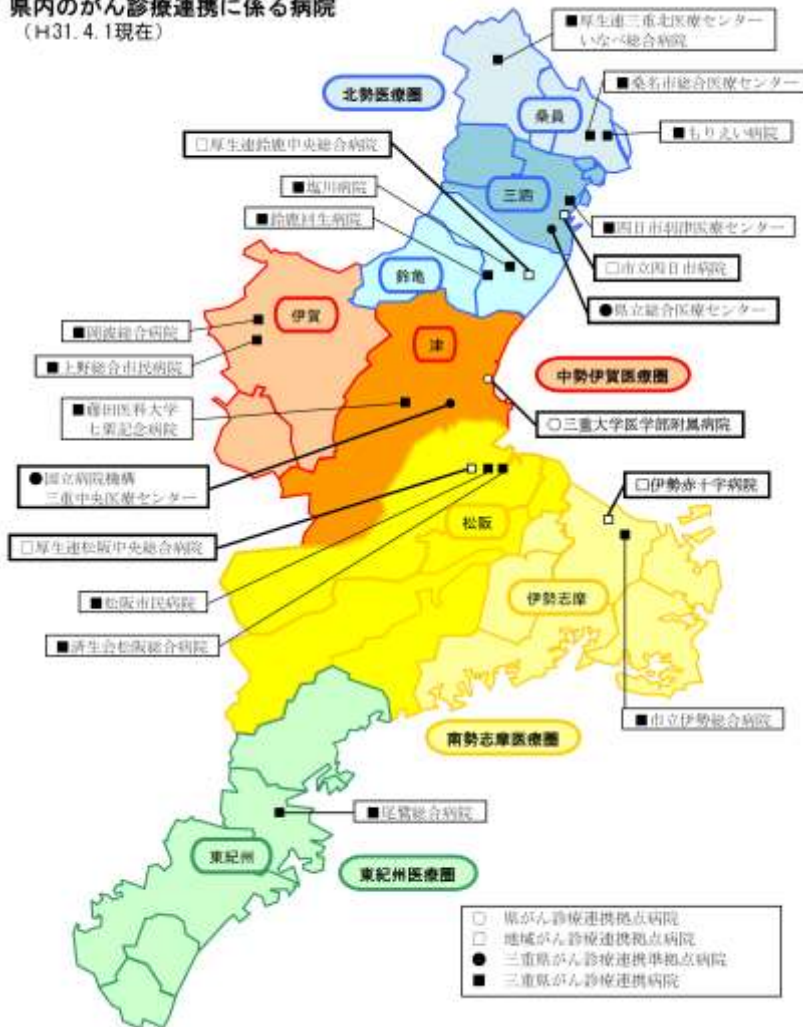 県内のがん診療連携に係る病院
（H31.4.1現在）
■厚生連三重北医療センター
いなべ総合病院
北勢医療圏
■桑名市総合医療センター
桑員
□厚生連鈴鹿中央総合病院
■もりえい病院
■塩川病院
三泗
■鈴鹿回生病院
■四日市羽津医療センター
□市立四日市病院
鈴亀
●県立総合医療センター
伊賀
■岡波総合病院
津
■上野総合市民病院
中勢伊賀医療圏
■藤田医科大学
七栗記念病院
○三重大学医学部附属病院
●国立病院機構
三重中央医療センター
□伊勢赤十字病院
松阪
□厚生連松阪中央総合病院
伊勢志摩
■松阪市民病院
■済生会松阪総合病院
■市立伊勢総合病院
南勢志摩医療圏
■尾鷲総合病院
東紀州
東紀州医療圏
○ 県がん診療連携拠点病院
□ 地域がん診療連携拠点病院
● 三重県がん診療連携準拠点病院
■ 三重県がん診療連携病院